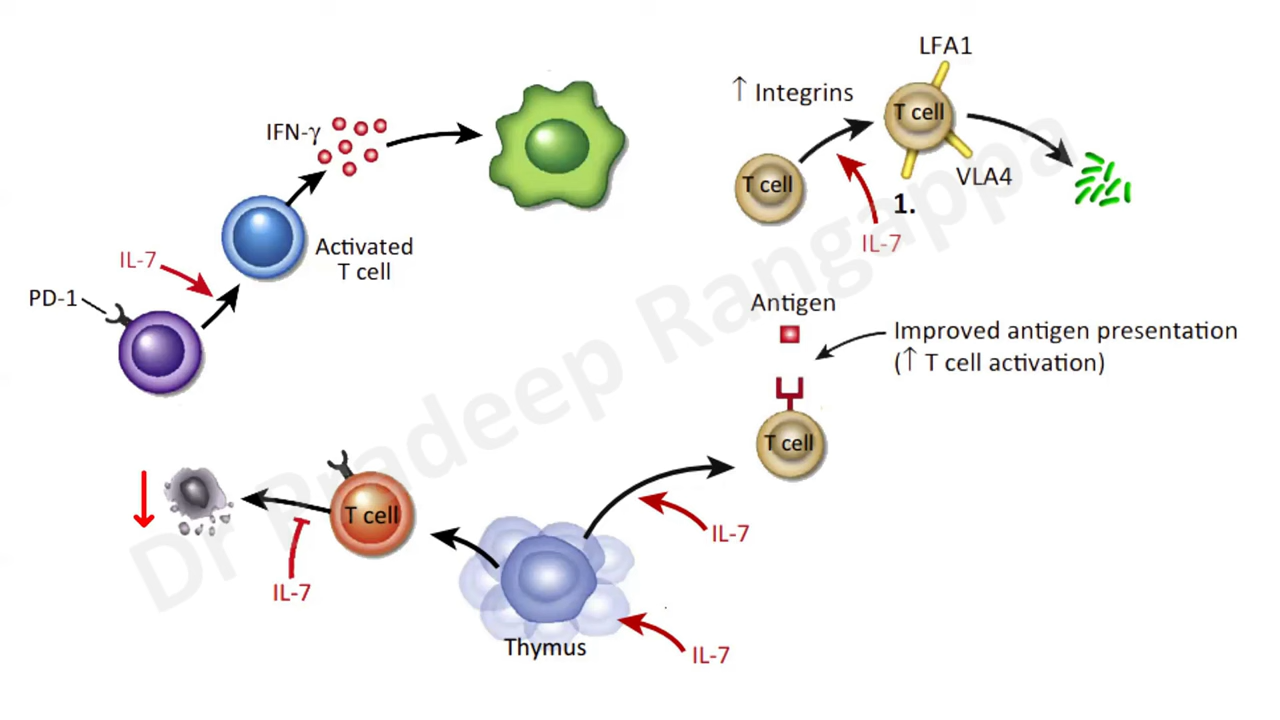 LFA1
↑ Integrins
T cell
IFN-γ
T cell
VLA4
1.
IL-7
Activated
T cell
IL-7
PD-1
Antigen
Improved antigen presentation
(↑ T cell activation)
T cell
T cell
IL-7
IL-7
Thymus
IL-7
Dr Pradeep Rangappa